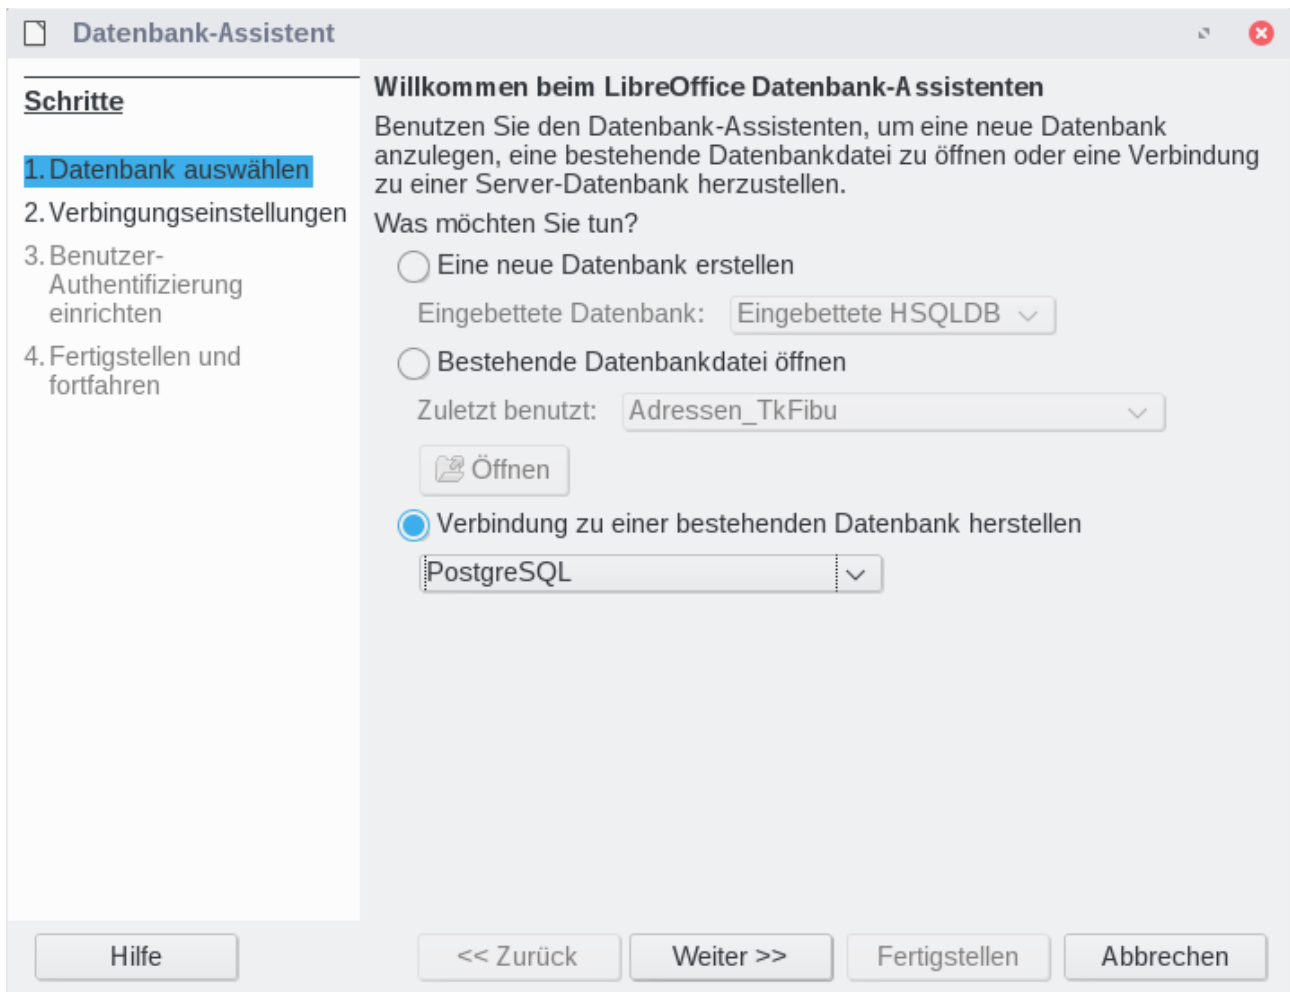 Datenbank-Assistent
Schritte
1. Datenbank auswählen
2. Verbingungseinstellungen
3. Benutzer-
Authentifizierung
einrichten
4. Fertigstellen und
fortfahren
Willkommen beim LibreOffice Datenbank-Assistenten
Benutzen Sie den Datenbank-Assistenten, um eine neue Datenbank
anzulegen, eine bestehende Datenbankdatei zu öffnen oder eine Verbindung
zu einer Server-Datenbank herzustellen.
Was möchten Sie tun?
Eine neue Datenbank erstellen
Eingebettete Datenbank: Eingebettete HSQLDB
Bestehende Datenbankdatei öffnen
Zuletzt benutzt: Adressen_TkFibu
Öffnen
Verbindung zu einer bestehenden Datenbank herstellen
PostgreSQL
Hilfe << Zurück Weiter >> Fertigstellen Abbrechen